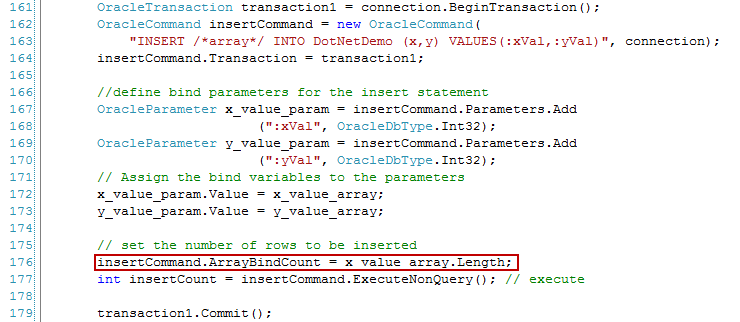 161 OracleTransaction transaction1 = connection.BeginTransaction();
162 OracleCommand insertCommand = new OracleCommand(
163 "INSERT /*array*/ INTO DotNetDemo (x,y) VALUES(:xVal,:yVal)", connection);
164 insertCommand.Transaction = transaction1;
165
166 //define bind parameters for the insert statement
167 OracleParameter x_value_param = insertCommand.Parameters.Add
168 (":xVal", OracleDbType.Int32);
169 OracleParameter y_value_param = insertCommand.Parameters.Add
170 (":yVal", OracleDbType.Int32);
171 // Assign the bind variables to the parameters
172 x_value_param.Value = x_value_array;
173 y_value_param.Value = y_value_array;
174
175 // set the number of rows to be inserted
176 insertCommand.ArrayBindCount = x_value_array.Length;
177 int insertCount = insertCommand.ExecuteNonQuery(); // execute
178
179 transaction1.Commit();